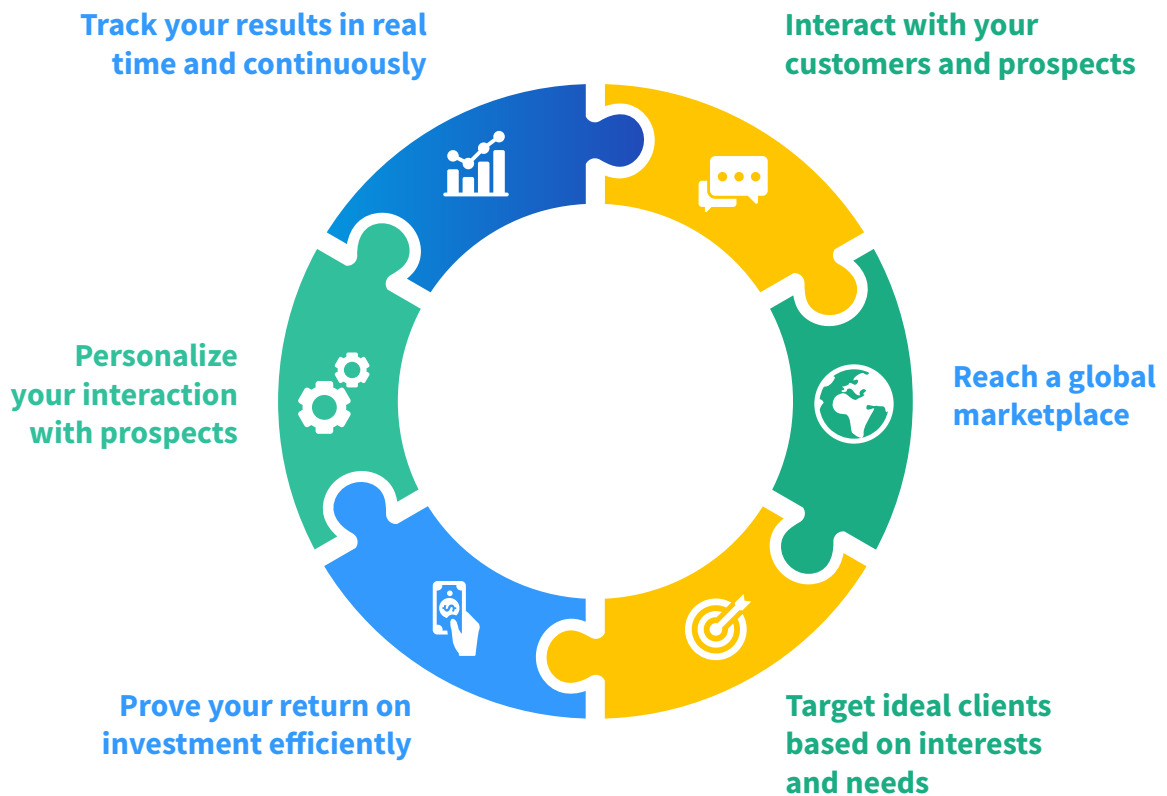 Track your results in real
time and continuously
Interact with your
customers and prospects
Personalize
your interaction
with prospects
Reach a global
marketplace
Prove your return on
investment efficiently
Target ideal clients
based on interests
and needs